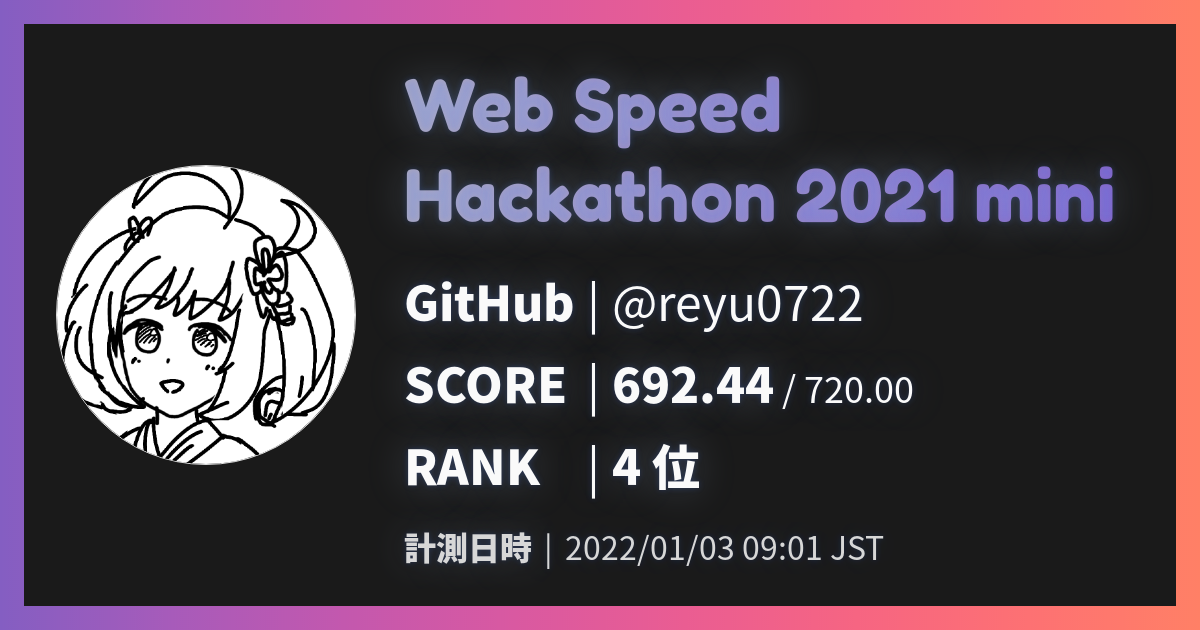 Web Speed
Hackathon 2021 mini
GitHub | @reyu0722
SCORE | 692.44 / 720.00
RANK | 4 位
計測日時 | 2022/01/03 09:01 JST